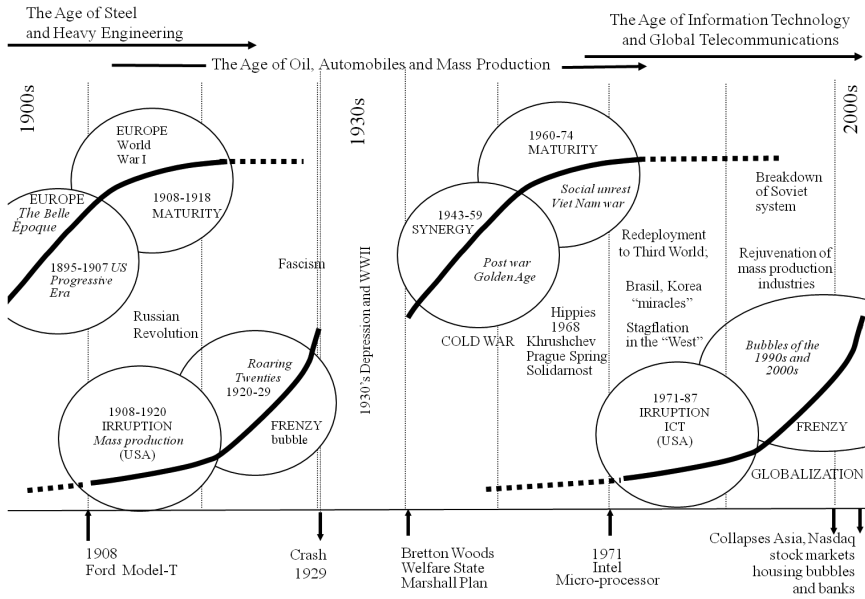 The Age of Steel
and Heavy Engineering
The Age of Information Technology
and Global Telecommunications
The Age of Oil, Automobiles and Mass Production
1900s
1930s
2000s
EUROPE
World
War I
1908-1918
MATURITY
EUROPE
The Belle
Époque
1895-1907 US
Progressive
Era
Russian
Revolution
Fascism
1908-1920
IRRUPTION
Mass production
(USA)
Roaring
Twenties
1920-29
FRENZY
bubble
1930's Depression and WWII
1960-74
MATURITY
Social unrest
Viet Nam war
1943-59
SYNERGY
Post war
Golden Age
COLD WAR
Hippies
1968
Khrushchev
Prague Spring
Solidarnost
Redeployment
to Third World;
Brasil, Korea
“miracles”
Stagflation
in the “West”
Breakdown
of Soviet
system
Rejuvenation of
mass production
industries
Bubbles of the
1990s and
2000s
1971-87
IRRUPTION
ICT
(USA)
FRENZY
GLOBALIZATION
1908
Ford Model-T
Crash
1929
Bretton Woods
Welfare State
Marshall Plan
1971
Intel
Micro-processor
Collapses Asia, Nasdaq
stock markets
housing bubbles
and banks